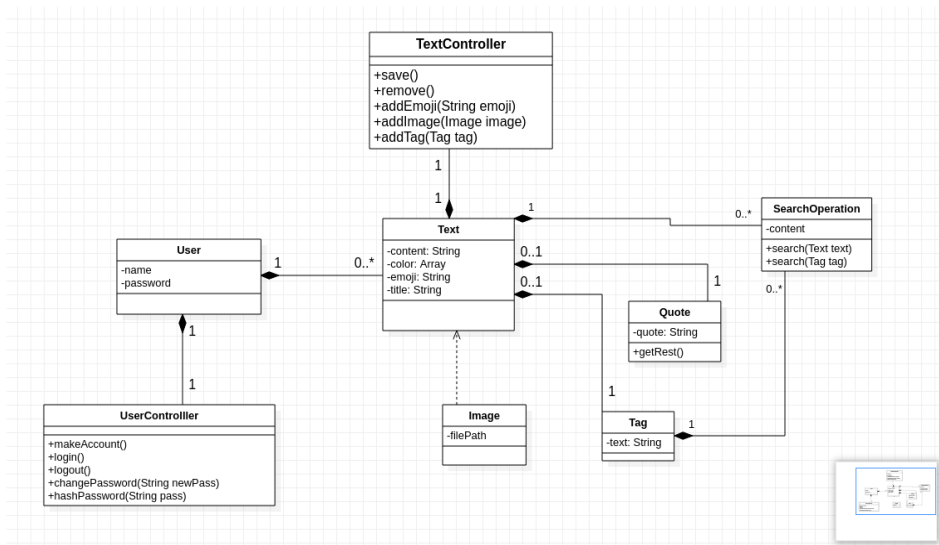 TextController
+save()
+remove()
+addEmoji(String emoji)
+addImage(Image image)
+addTag(Tag tag)
1
1
Text
-content: String
-color: Array
-emoji: String
-title: String
1
0..*
SearchOperation
-content
+search(Text text)
+search(Tag tag)
0..*
User
-name
-password
1
0..*
0..1
1
0..1
1
Quote
-quote: String
+getRest()
1
1
UserControlller
+makeAccount()
+login()
+logout()
+changePassword(String newPass)
+hashPassword(String pass)
Image
-filePath
Tag
-text: String
1